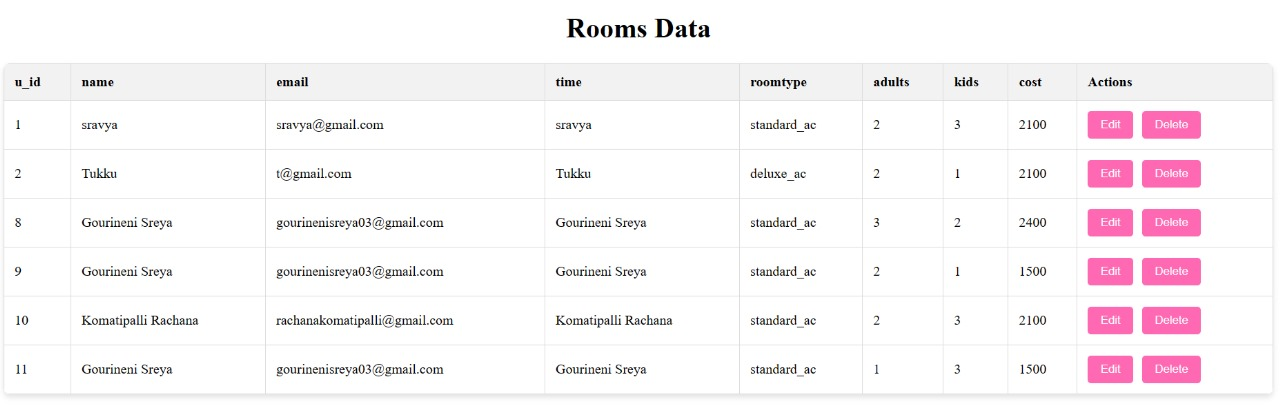 Rooms Data
u_id name email time roomtype adults kids cost Actions
1 sravya sravya@gmail.com sravya standard_ac 2 3 2100 Edit Delete
2 Tukku t@gmail.com Tukku deluxe_ac 2 1 2100 Edit Delete
8 Gourineni Sreya gourinenisreya03@gmail.com Gourineni Sreya standard_ac 3 2 2400 Edit Delete
9 Gourineni Sreya gourinenisreya03@gmail.com Gourineni Sreya standard_ac 2 1 1500 Edit Delete
10 Komatipalli Rachana rachanakomatipalli@gmail.com Komatipalli Rachana standard_ac 2 3 2100 Edit Delete
11 Gourineni Sreya gourinenisreya03@gmail.com Gourineni Sreya standard_ac 1 3 1500 Edit Delete